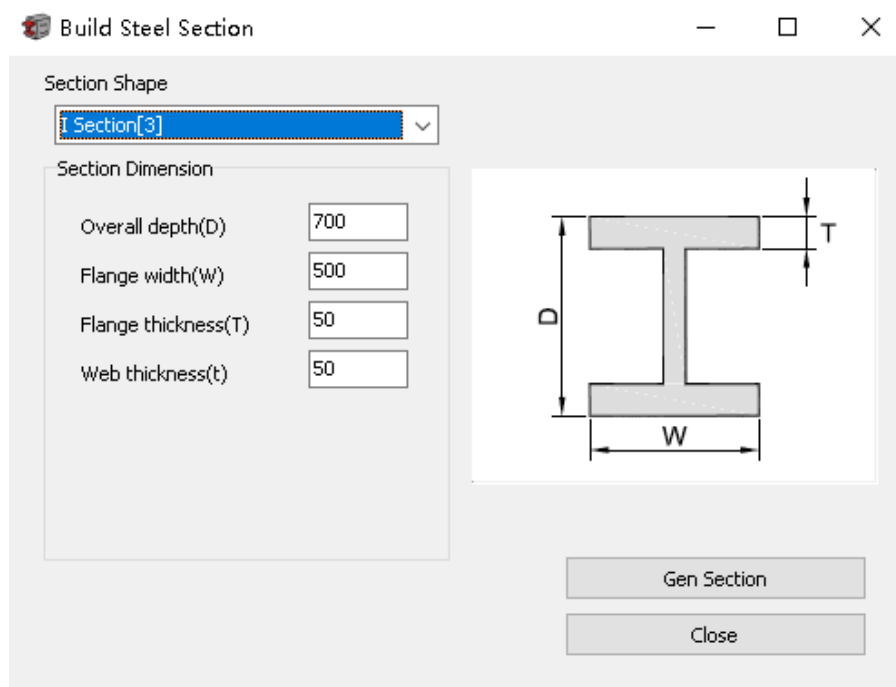 Build Steel Section
Section Shape
I Section[3]
Section Dimension
Overall depth(D) 700
Flange width(W) 500
Flange thickness(T) 50
Web thickness(t) 50
T
D
W
Gen Section
Close